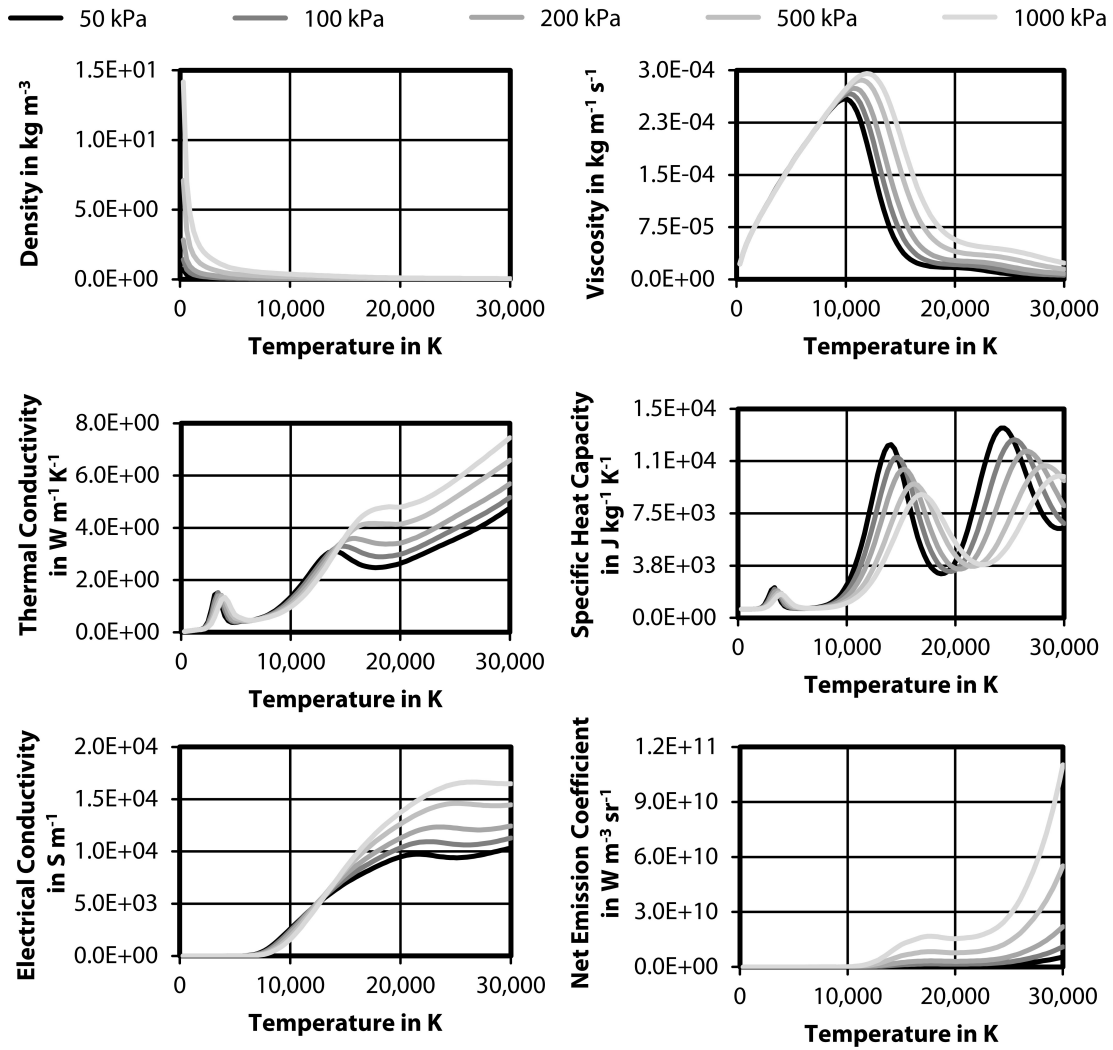 50 kPa 100 kPa 200 kPa 500 kPa 1000 kPa
Density in kg m⁻³
1.5E+01
1.0E+01
5.0E+00
0.0E+00
0 10,000 20,000 30,000
Temperature in K
Viscosity in kg m⁻¹ s⁻¹
3.0E-04
2.3E-04
1.5E-04
7.5E-05
0.0E+00
0 10,000 20,000 30,000
Temperature in K
Thermal Conductivity
in W m⁻¹ K⁻¹
8.0E+00
6.0E+00
4.0E+00
2.0E+00
0.0E+00
0 10,000 20,000 30,000
Temperature in K
Specific Heat Capacity
in J kg⁻¹ K⁻¹
1.5E+04
1.1E+04
7.5E+03
3.8E+03
0.0E+00
0 10,000 20,000 30,000
Temperature in K
Electrical Conductivity
in S m⁻¹
2.0E+04
1.5E+04
1.0E+04
5.0E+03
0.0E+00
0 10,000 20,000 30,000
Temperature in K
Net Emission Coefficient
in W m⁻³ sr⁻¹
1.2E+11
9.0E+10
6.0E+10
3.0E+10
0.0E+00
0 10,000 20,000 30,000
Temperature in K